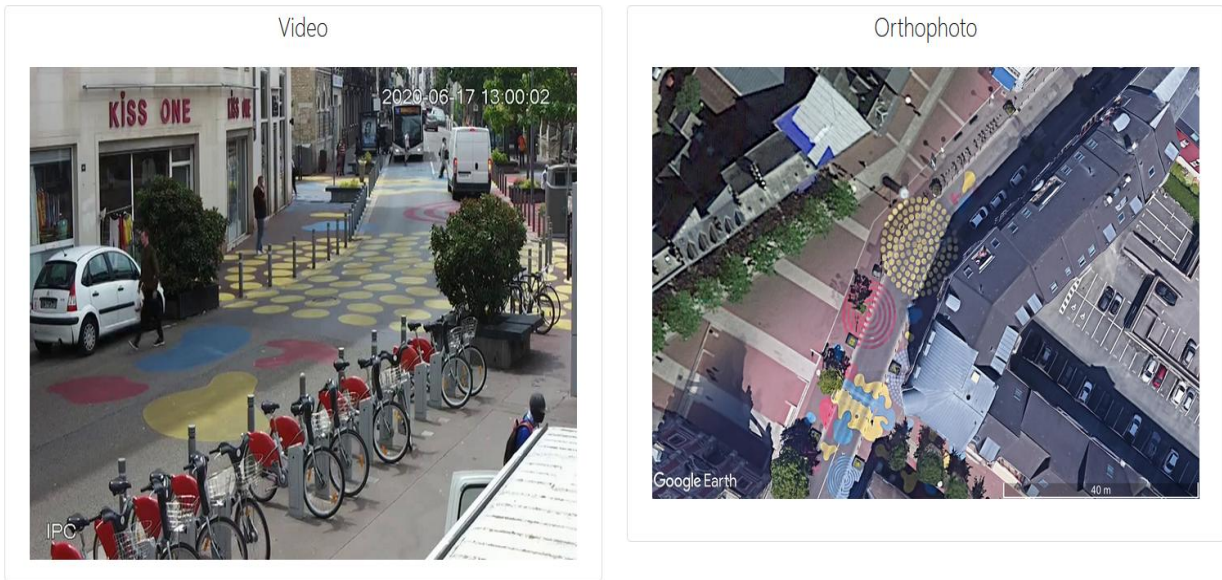 Video
Orthophoto
2020-06-17 13:00:02
KISS ONE
KISS ONE
IPC
Google Earth
40 m